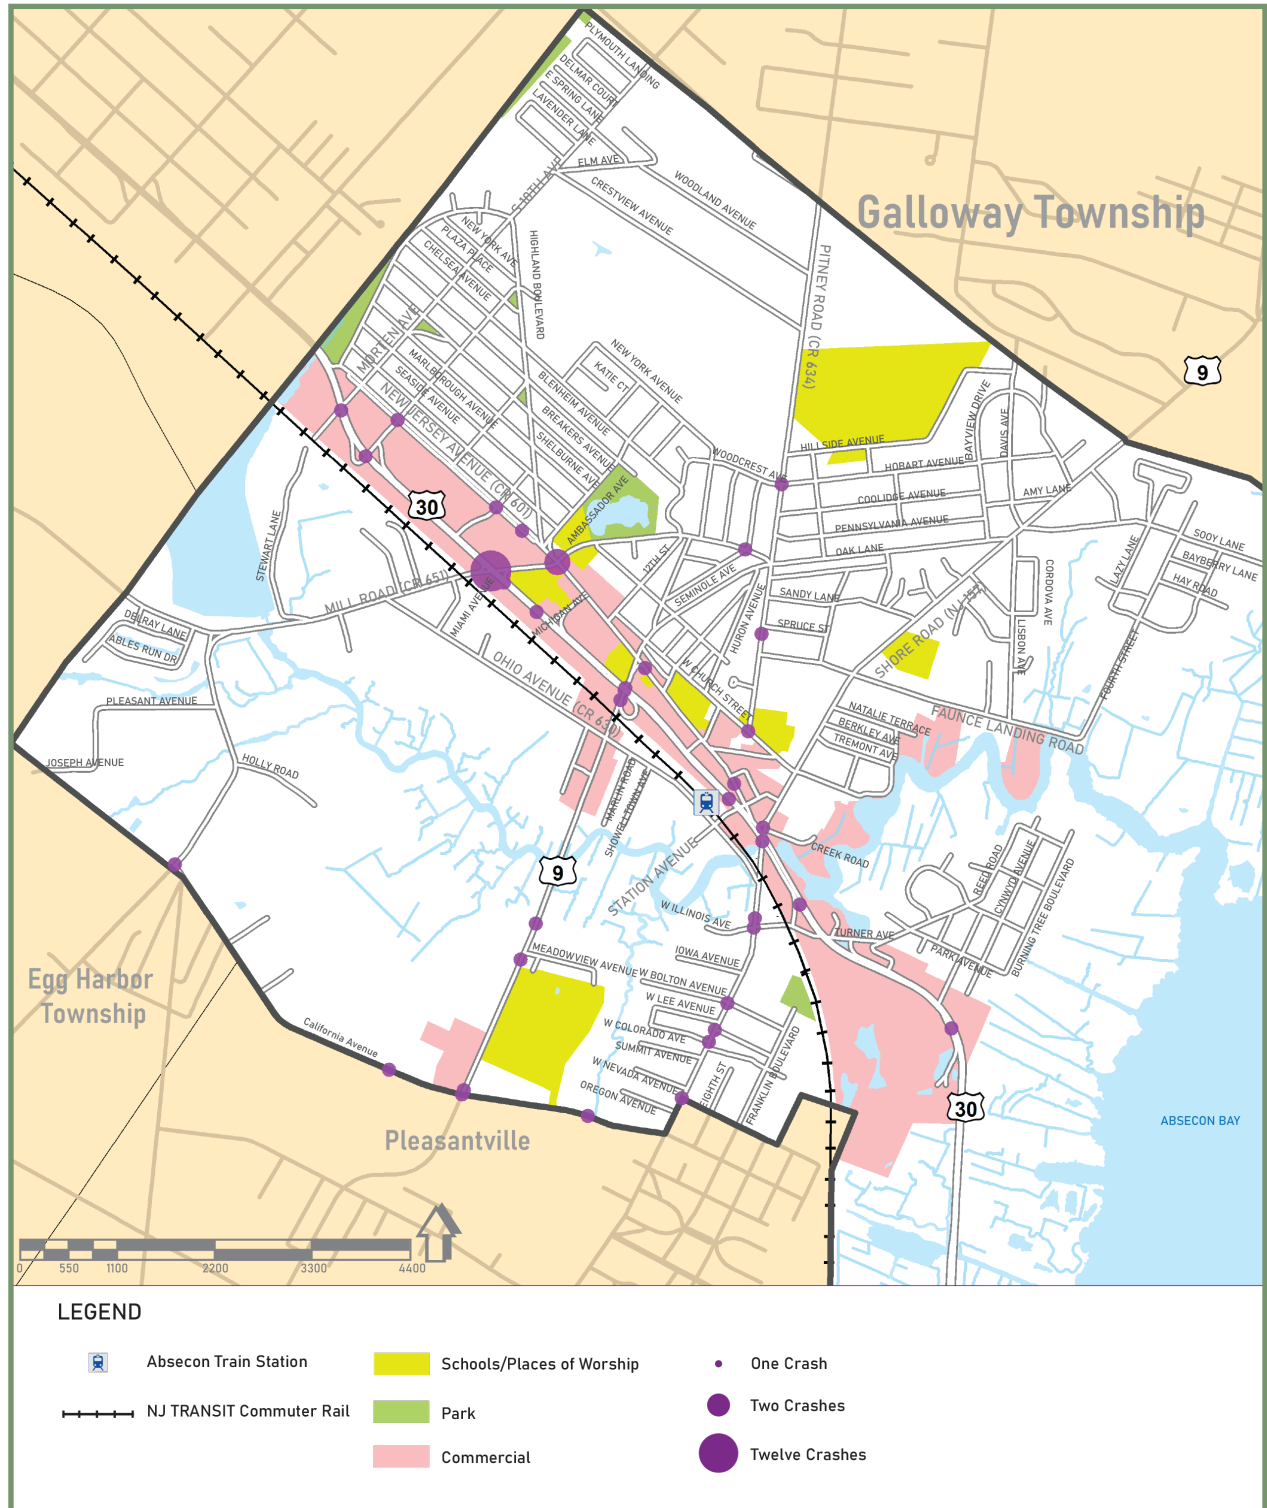 PLYMOUTH LANDING
DELMAR COURT
E SPRING LANE
LAVENDER LANE
ELM AVE
S 10TH AVE
WOODLAND AVENUE
CRESTVIEW AVENUE
Galloway Township
NEW YORK AVE
PLAZA PLACE
CHELSEA AVENUE
HIGHLAND BOULEVARD
PITNEY ROAD (CR 634)
MORTEN AVE
MARLBOROUGH AVENUE
SEASIDE AVENUE
NEW JERSEY AVENUE (CR 601)
NEW YORK AVENUE
KATIE CT
BLENHEIM AVENUE
BREAKERS AVENUE
SHELBURNE AVE
9
BAYVIEW DRIVE
DAVIS AVE
HILLSIDE AVENUE
WOODCREST AVE
HOBART AVENUE
COOLIDGE AVENUE
AMY LANE
PENNSYLVANIA AVENUE
OAK LANE
30
AMBASSADOR AVE
STEWART LANE
MILL ROAD (CR 651)
12TH ST
SEMINOLE AVE
SANDY LANE
HURON AVENUE
SPRUCE ST
SHORE ROAD (NJ 157)
CORDOVA AVE
LISBON AVE
LAZY LANE
SODY LANE
BAYBERRY LANE
HAY ROAD
FOURTH STREET
DELRAY LANE
ABLES RUN DR
MIAMI AVENUE
MICHIGAN AVE
OHIO AVENUE (CR 630)
W CHURCH STREET
NATALIE TERRACE
BERKLEY AVE
TREMONT AVE
FAUNCE LANDING ROAD
PLEASANT AVENUE
JOSEPH AVENUE
HOLLY ROAD
MARLIN ROAD
SHOWELLTOWN AVE
9
STATION AVENUE
CREEK ROAD
REED ROAD
CYNWYD AVENUE
BURNING TREE BOULEVARD
W ILLINOIS AVE
TURNER AVE
PARK AVENUE
IOWA AVENUE
MEADOWVIEW AVENUE
W BOLTON AVENUE
W LEE AVENUE
W COLORADO AVE
SUMMIT AVENUE
W NEVADA AVENUE
OREGON AVENUE
EIGHTH ST
FRANKLIN BOULEVARD
Egg Harbor
Township
California Avenue
30
ABSECON BAY
Pleasantville
0 550 1100 2200 3300 4400
LEGEND
Absecon Train Station
NJ TRANSIT Commuter Rail
Schools/Places of Worship
Park
Commercial
One Crash
Two Crashes
Twelve Crashes